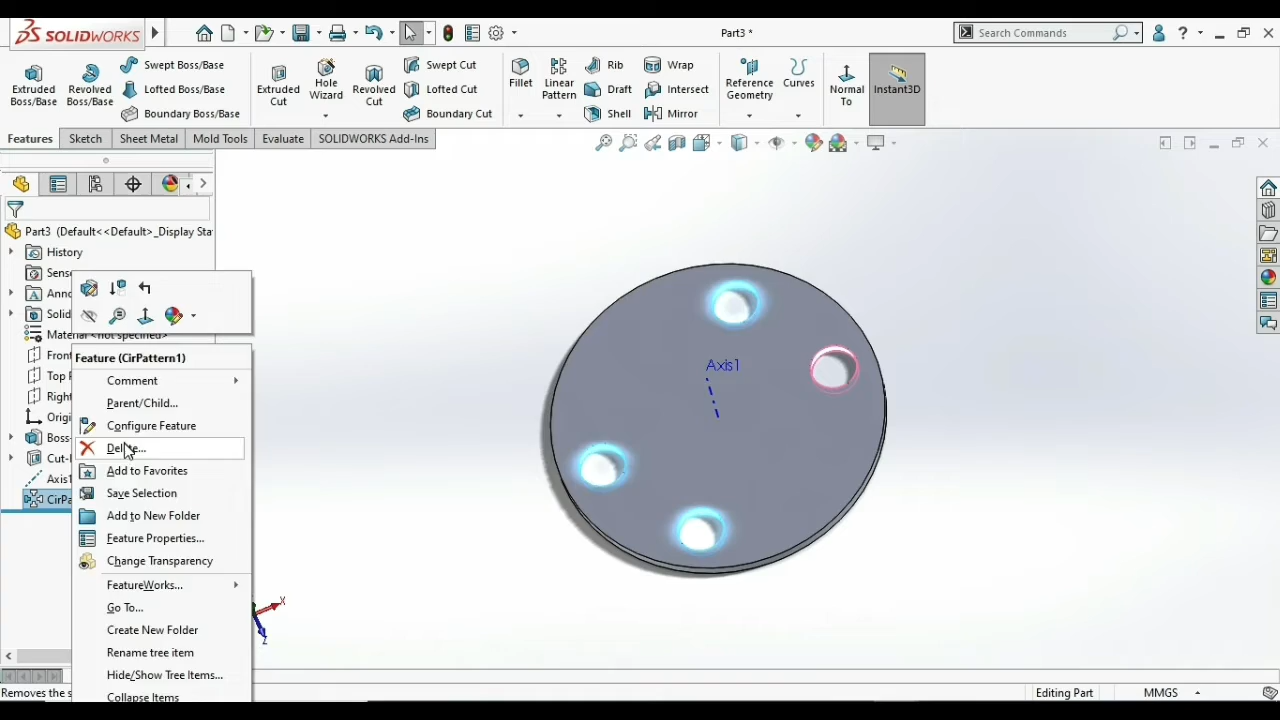 SOLIDWORKS
Part3 *
Search Commands
Extruded Boss/Base
Revolved Boss/Base
Swept Boss/Base
Lofted Boss/Base
Boundary Boss/Base
Extruded Cut
Hole Wizard
Revolved Cut
Swept Cut
Lofted Cut
Boundary Cut
Fillet
Linear Pattern
Rib
Draft
Shell
Wrap
Intersect
Mirror
Reference Geometry
Curves
Normal To
Instant3D
Features
Sketch
Sheet Metal
Mold Tools
Evaluate
SOLIDWORKS Add-Ins
Part3 (Default<<Default>_Display Sta
History
Sens
Anno
Solid
Material <not specified>
Front
Top P
Right
Origi
Boss-
Cut-
Axis1
CirPa
Feature (CirPattern1)
Comment
Parent/Child...
Configure Feature
Add to Favorites
Save Selection
Add to New Folder
Feature Properties...
Change Transparency
FeatureWorks...
Go To...
Create New Folder
Rename tree item
Hide/Show Tree Items...
Collapse Items
Axis1
X
Z
Removes the s
Editing Part
MMGS